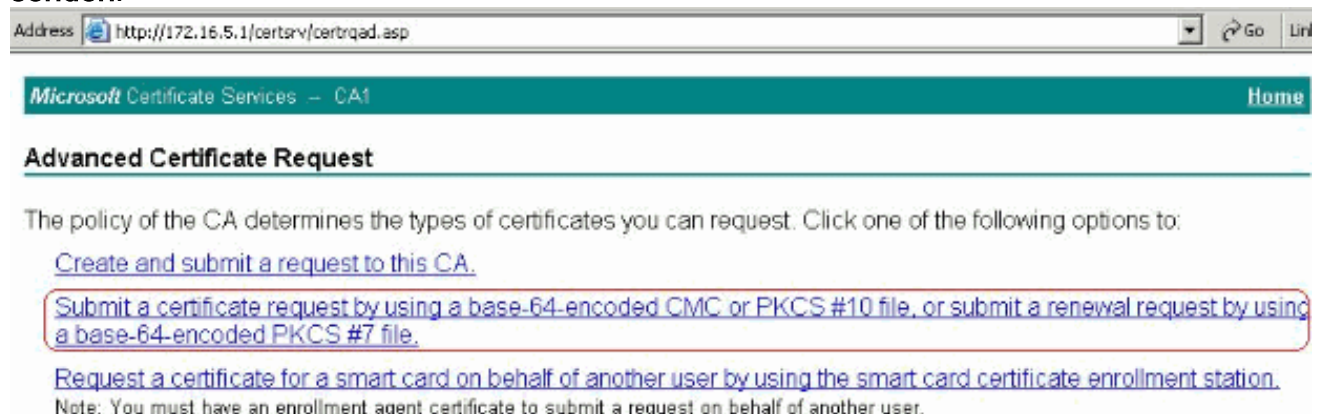 Address http://172.16.5.1/certsrv/certrqad.asp Go
Microsoft Certificate Services -- CA1 Home
Advanced Certificate Request
The policy of the CA determines the types of certificates you can request. Click one of the following options to:
Create and submit a request to this CA.
Submit a certificate request by using a base-64-encoded CMC or PKCS #10 file, or submit a renewal request by using
a base-64-encoded PKCS #7 file.
Request a certificate for a smart card on behalf of another user by using the smart card certificate enrollment station.
Note: You must have an enrollment agent certificate to submit a request on behalf of another user.